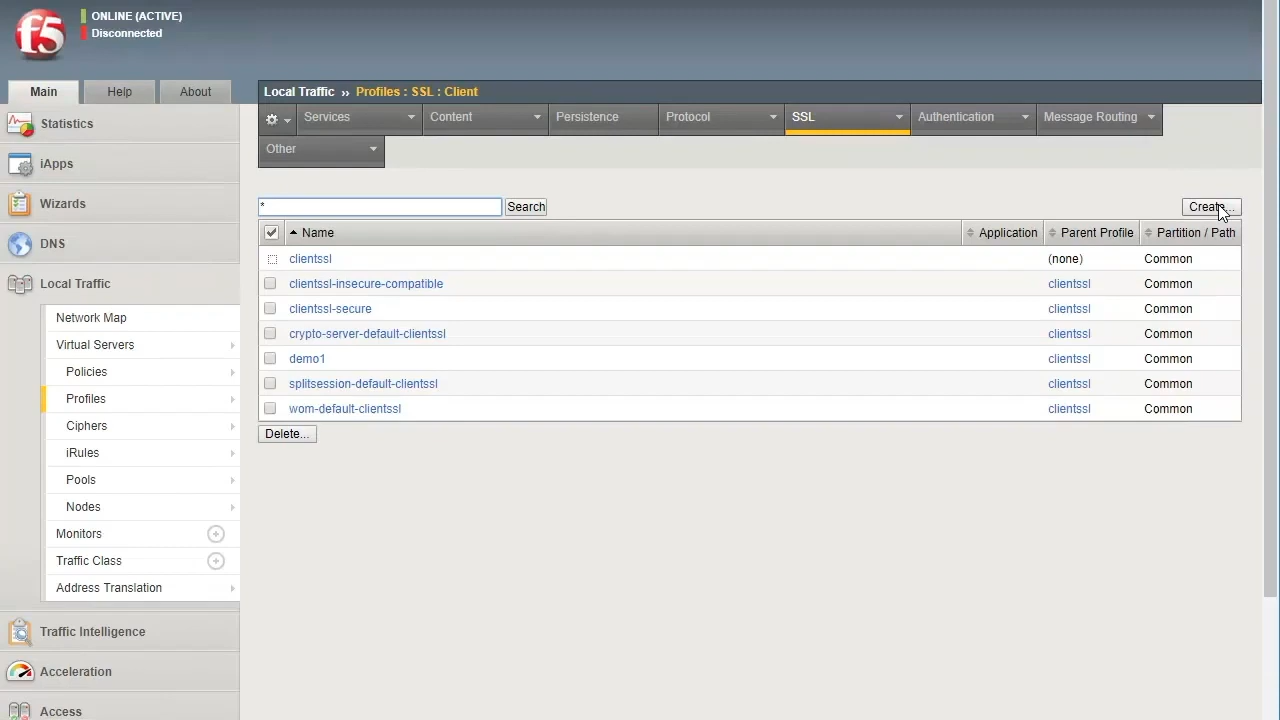 f5
ONLINE (ACTIVE)
Disconnected
Main Help About
Local Traffic ›› Profiles : SSL : Client
Services Content Persistence Protocol SSL Authentication Message Routing
Other
Statistics
iApps
Wizards
DNS
Local Traffic
Network Map
Virtual Servers
Policies
Profiles
Ciphers
iRules
Pools
Nodes
Monitors
Traffic Class
Address Translation
Traffic Intelligence
Acceleration
Access
* Search Create...
Name Application Parent Profile Partition / Path
clientssl (none) Common
clientssl-insecure-compatible clientssl Common
clientssl-secure clientssl Common
crypto-server-default-clientssl clientssl Common
demo1 clientssl Common
splitsession-default-clientssl clientssl Common
wom-default-clientssl clientssl Common
Delete...